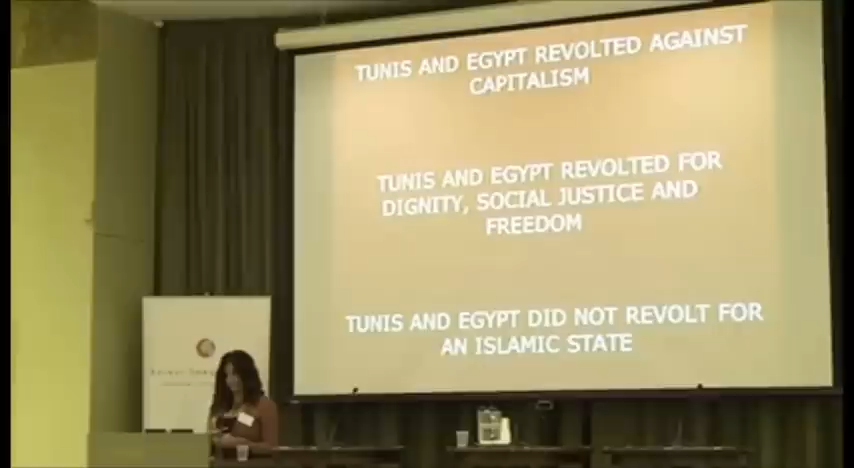 TUNIS AND EGYPT REVOLTED AGAINST
CAPITALISM
TUNIS AND EGYPT REVOLTED FOR
DIGNITY, SOCIAL JUSTICE AND
FREEDOM
TUNIS AND EGYPT DID NOT REVOLT FOR
AN ISLAMIC STATE